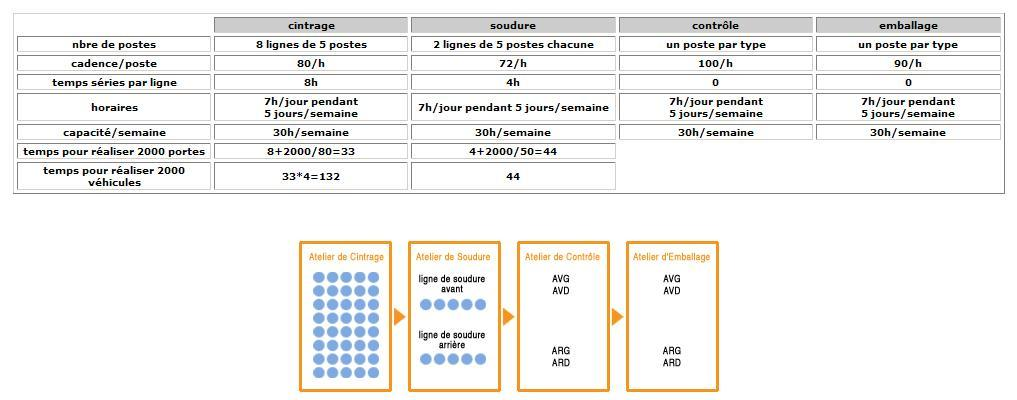 cintrage soudure contrôle emballage
nbre de postes 8 lignes de 5 postes 2 lignes de 5 postes chacune un poste par type un poste par type
cadence/poste 80/h 72/h 100/h 90/h
temps séries par ligne 8h 4h 0 0
horaires 7h/jour pendant 5 jours/semaine 7h/jour pendant 5 jours/semaine 7h/jour pendant 5 jours/semaine 7h/jour pendant 5 jours/semaine
capacité/semaine 30h/semaine 30h/semaine 30h/semaine 30h/semaine
temps pour réaliser 2000 portes 8+2000/80=33 4+2000/50=44
temps pour réaliser 2000 véhicules 33*4=132 44
Atelier de Cintrage
Atelier de Soudure
ligne de soudure
avant
ligne de soudure
arrière
Atelier de Contrôle
AVG
AVD
ARG
ARD
Atelier d'Emballage
AVG
AVD
ARG
ARD